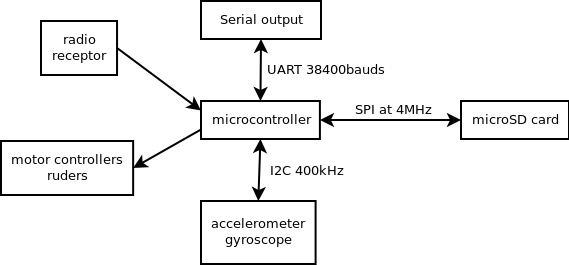 Serial output
radio
receptor
UART 38400bauds
microcontroller
SPI at 4MHz
microSD card
motor controllers
ruders
I2C 400kHz
accelerometer
gyroscope